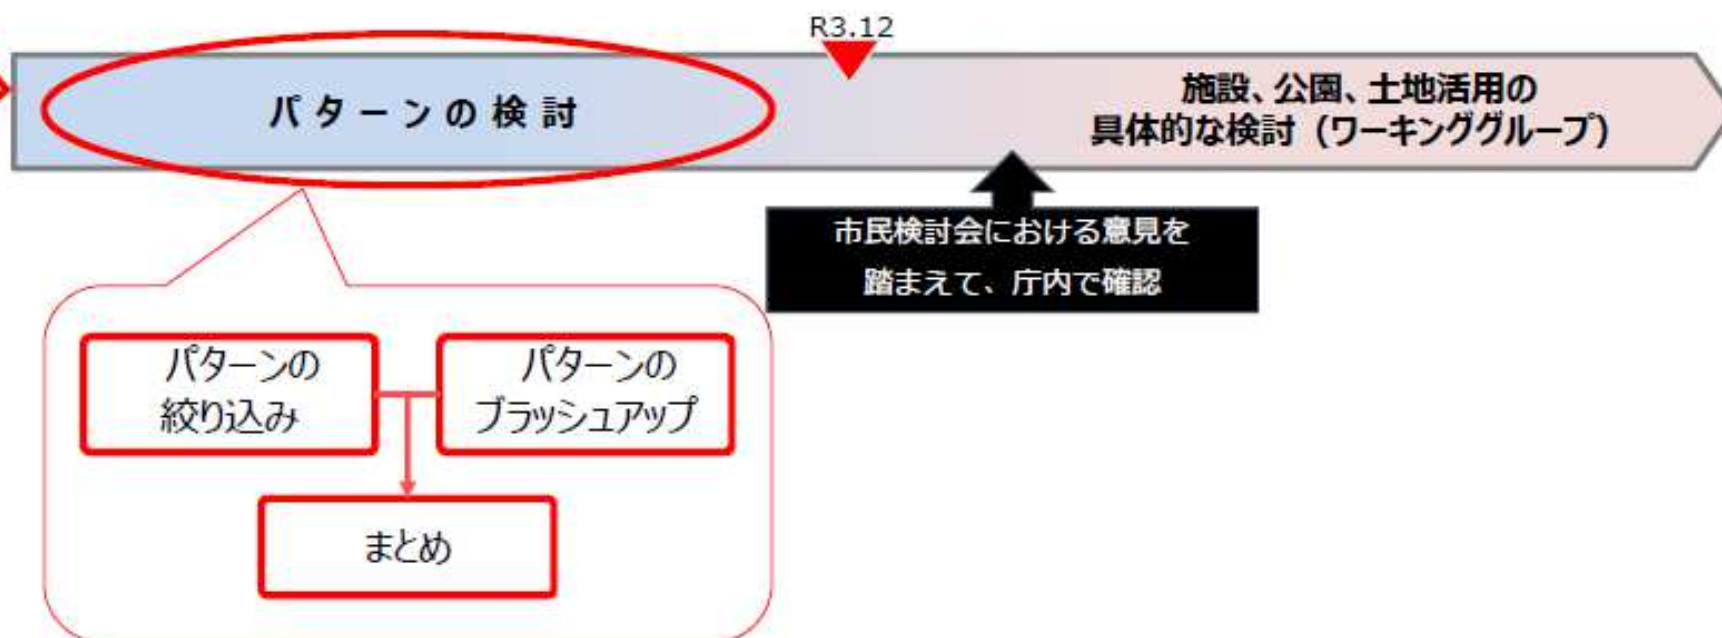 R3.12
パターンの検討
施設、公園、土地活用の
具体的な検討（ワーキンググループ）
市民検討会における意見を
踏まえて、庁内で確認
パターンの
絞り込み
パターンの
ブラッシュアップ
まとめ